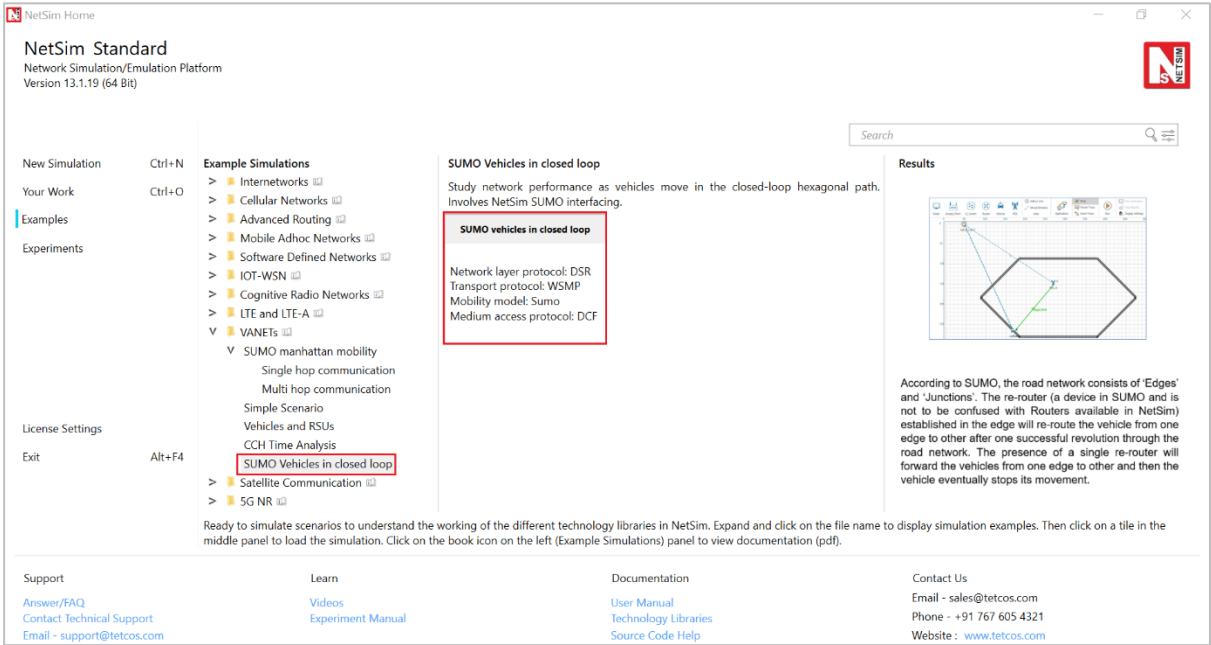 NetSim Home
NetSim Standard
Network Simulation/Emulation Platform
Version 13.1.19 (64 Bit)
NETSIM
Search
New Simulation Ctrl+N
Your Work Ctrl+O
Examples
Experiments
License Settings
Exit Alt+F4
Example Simulations
> Internetworks
> Cellular Networks
> Advanced Routing
> Mobile Adhoc Networks
> Software Defined Networks
> IOT-WSN
> Cognitive Radio Networks
> LTE and LTE-A
V VANETs
V SUMO manhattan mobility
Single hop communication
Multi hop communication
Simple Scenario
Vehicles and RSUs
CCH Time Analysis
SUMO Vehicles in closed loop
> Satellite Communication
> 5G NR
SUMO Vehicles in closed loop
Study network performance as vehicles move in the closed-loop hexagonal path.
Involves NetSim SUMO interfacing.
SUMO vehicles in closed loop
Network layer protocol: DSR
Transport protocol: WSMP
Mobility model: Sumo
Medium access protocol: DCF
Results
According to SUMO, the road network consists of 'Edges'
and 'Junctions'. The re-router (a device in SUMO and is
not to be confused with Routers available in NetSim)
established in the edge will re-route the vehicle from one
edge to other after one successful revolution through the
road network. The presence of a single re-router will
forward the vehicles from one edge to other and then the
vehicle eventually stops its movement.
Ready to simulate scenarios to understand the working of the different technology libraries in NetSim. Expand and click on the file name to display simulation examples. Then click on a tile in the
middle panel to load the simulation. Click on the book icon on the left (Example Simulations) panel to view documentation (pdf).
Support
Answer/FAQ
Contact Technical Support
Email - support@tetcos.com
Learn
Videos
Experiment Manual
Documentation
User Manual
Technology Libraries
Source Code Help
Contact Us
Email - sales@tetcos.com
Phone - +91 767 605 4321
Website : www.tetcos.com